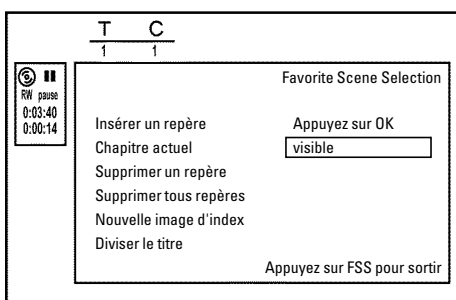 T C
1 1
RW pause
0:03:40
0:00:14
Favorite Scene Selection
Insérer un repère Appuyez sur OK
Chapitre actuel visible
Supprimer un repère
Supprimer tous repères
Nouvelle image d'index
Diviser le titre
Appuyez sur FSS pour sortir